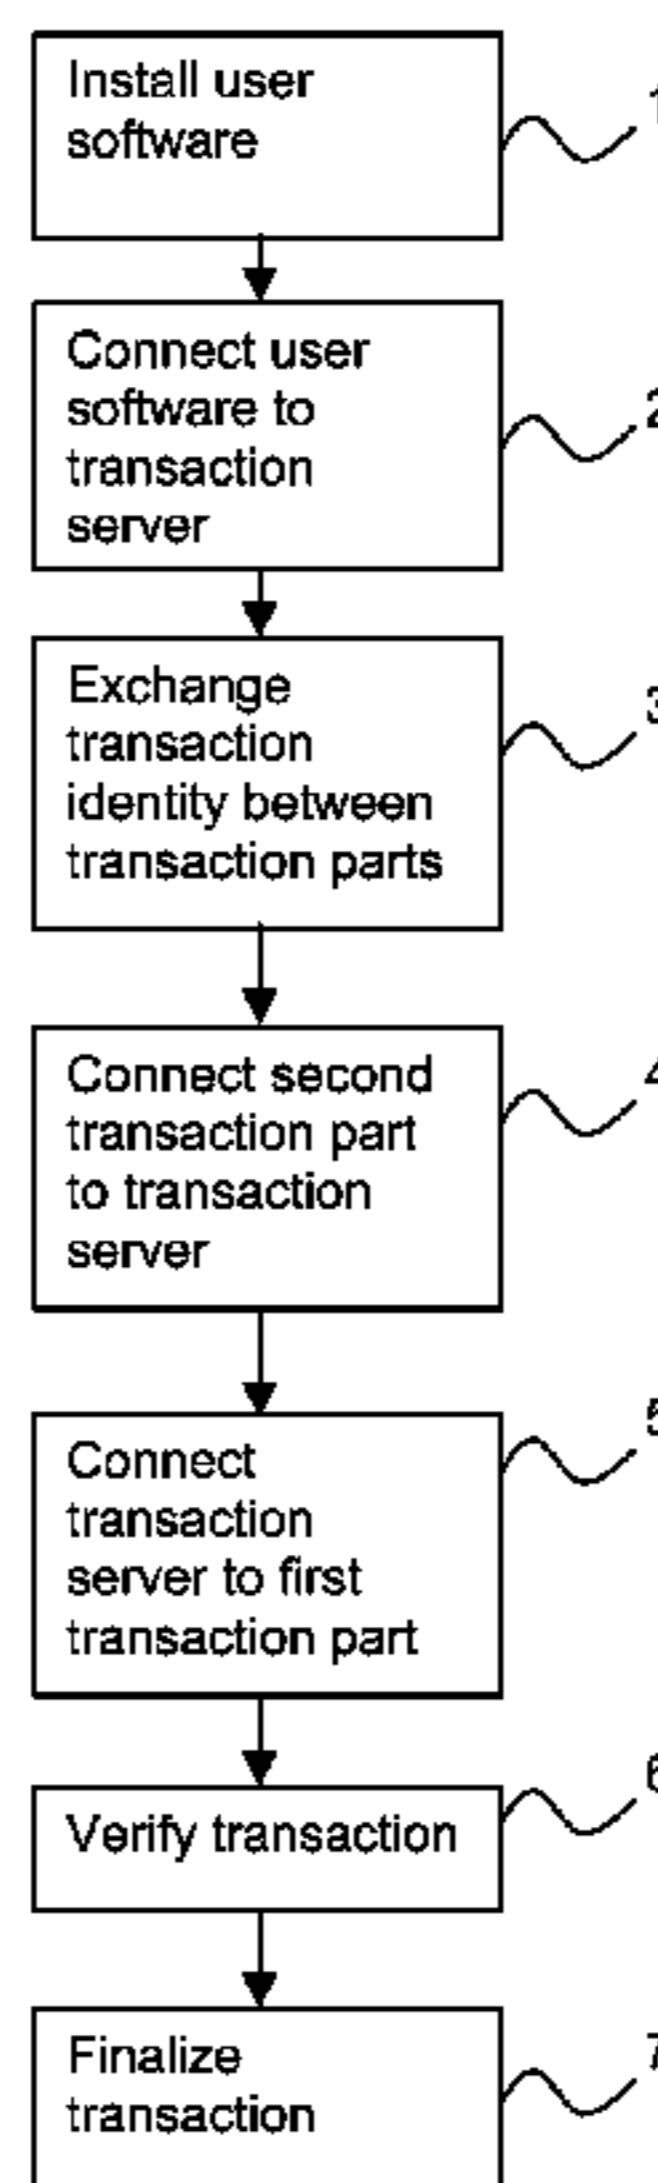 Install user
software
1
Connect user
software to
transaction
server
2
Exchange
transaction
identity between
transaction parts
3
Connect second
transaction part
to transaction
server
4
Connect
transaction
server to first
transaction part
5
Verify transaction
6
Finalize
transaction
7